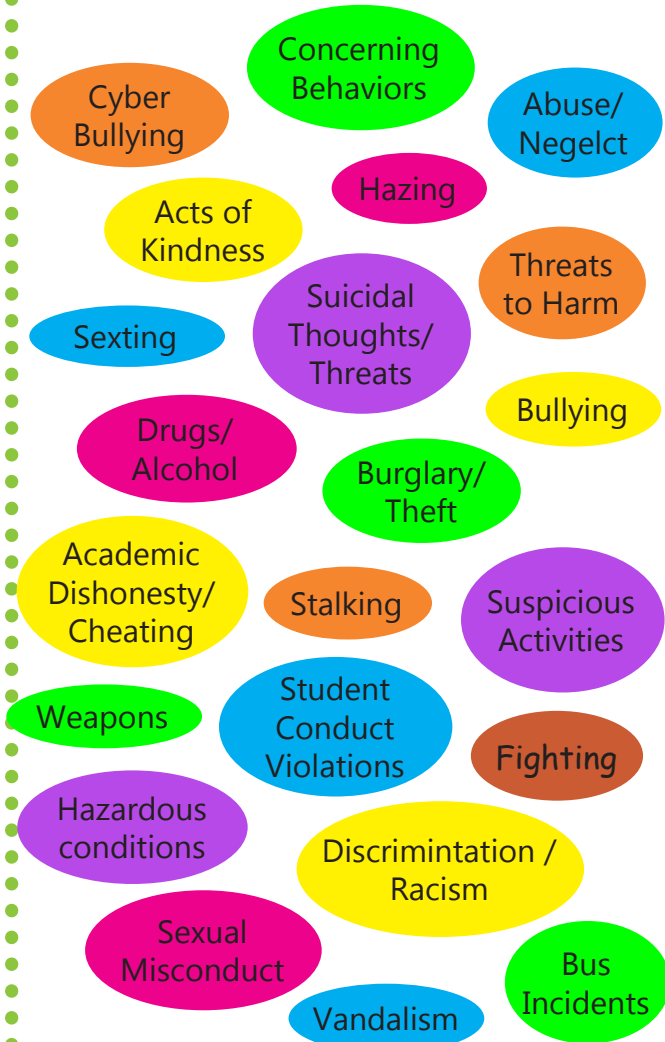 Concerning
Behaviors
Cyber
Bullying
Abuse/
Negelct
Hazing
Acts of
Kindness
Threats
to Harm
Suicidal
Thoughts/
Threats
Sexting
Bullying
Drugs/
Alcohol
Burglary/
Theft
Academic
Dishonesty/
Cheating
Stalking
Suspicious
Activities
Weapons
Student
Conduct
Violations
Fighting
Hazardous
conditions
Discrimintation /
Racism
Sexual
Misconduct
Bus
Incidents
Vandalism